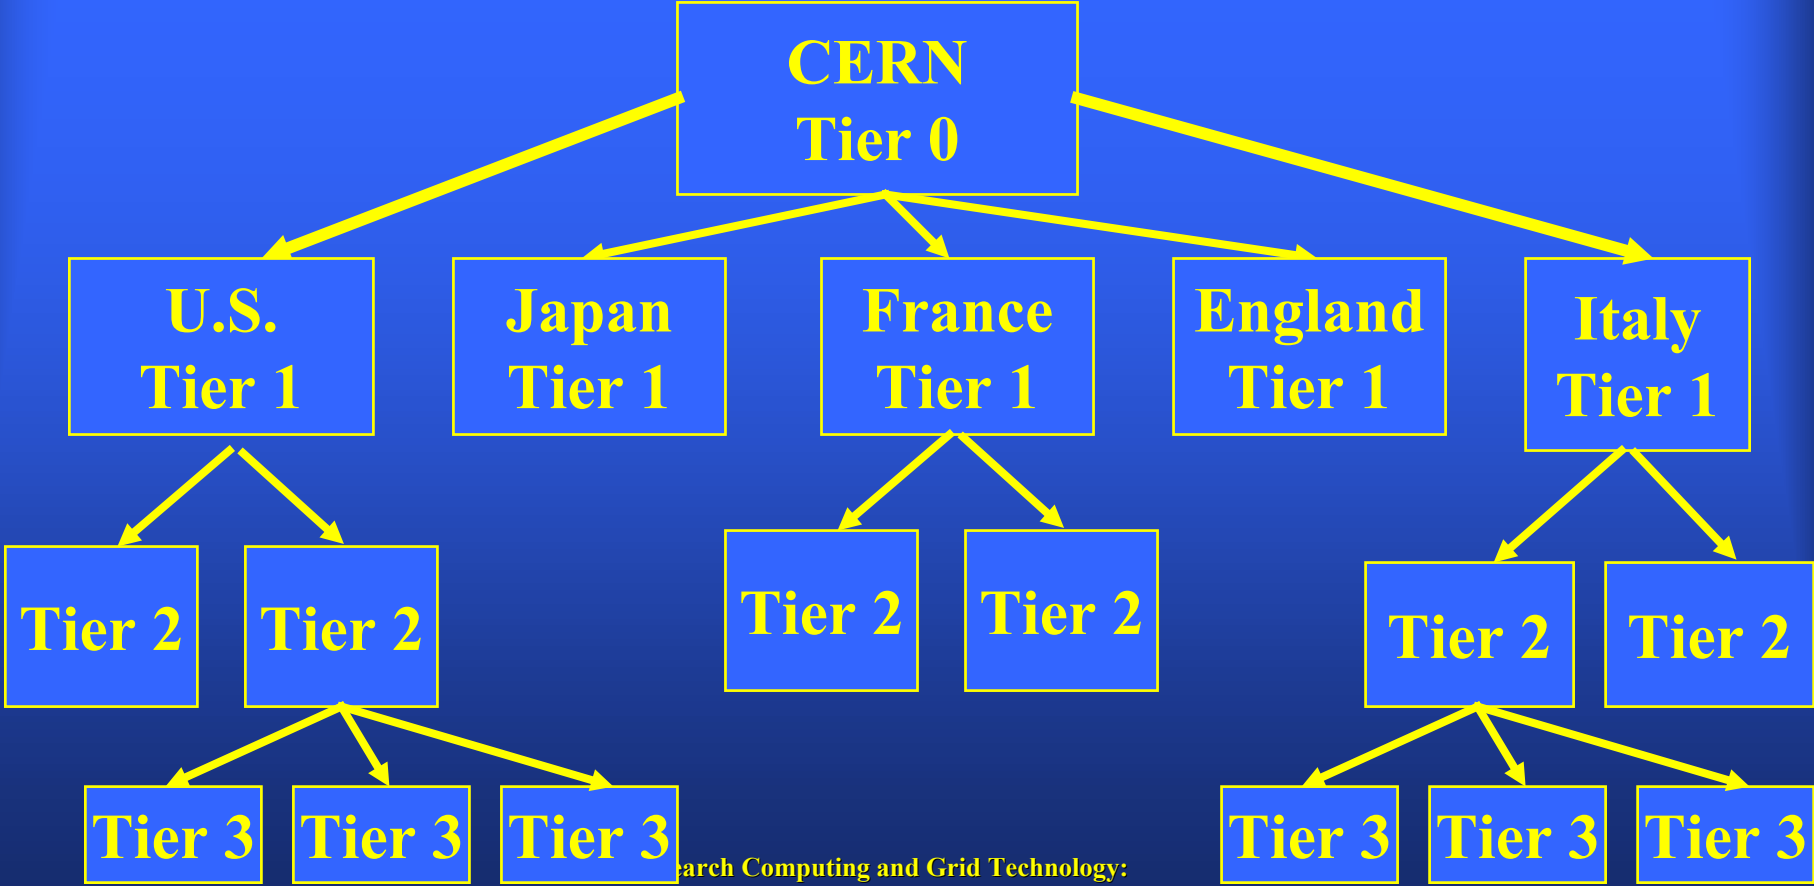 CERN
Tier 0
U.S.
Tier 1
Japan
Tier 1
France
Tier 1
England
Tier 1
Italy
Tier 1
Tier 2
Tier 2
Tier 2
Tier 2
Tier 2
Tier 2
Tier 3
Tier 3
Tier 3
Tier 3
Tier 3
Tier 3
earch Computing and Grid Technology: